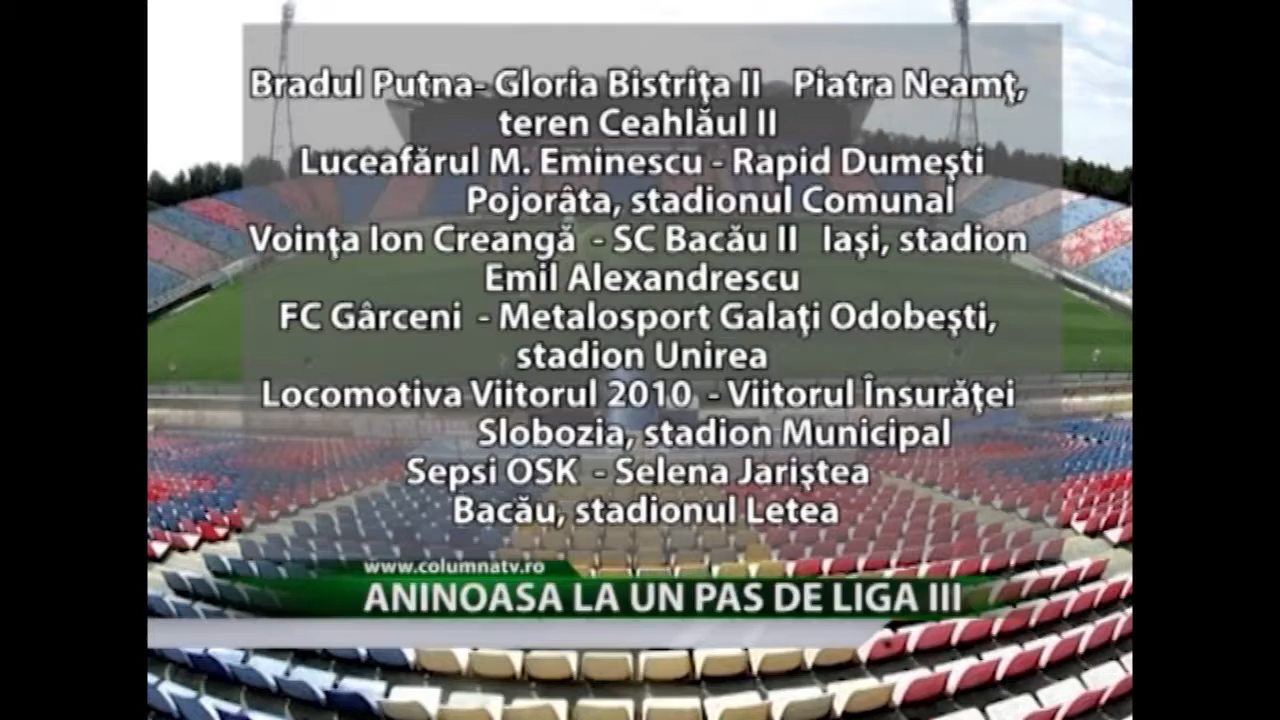 Bradul Putna- Gloria Bistriţa II Piatra Neamţ,
teren Ceahlăul II
Luceafărul M. Eminescu - Rapid Dumeşti
Pojorâta, stadionul Comunal
Voinţa Ion Creangă - SC Bacău II Iaşi, stadion
Emil Alexandrescu
FC Gârceni - Metalosport Galaţi Odobeşti,
stadion Unirea
Locomotiva Viitorul 2010 - Viitorul Însurăţei
Slobozia, stadion Municipal
Sepsi OSK - Selena Jariştea
Bacău, stadionul Letea
www.columnatv.ro
ANINOASA LA UN PAS DE LIGA III